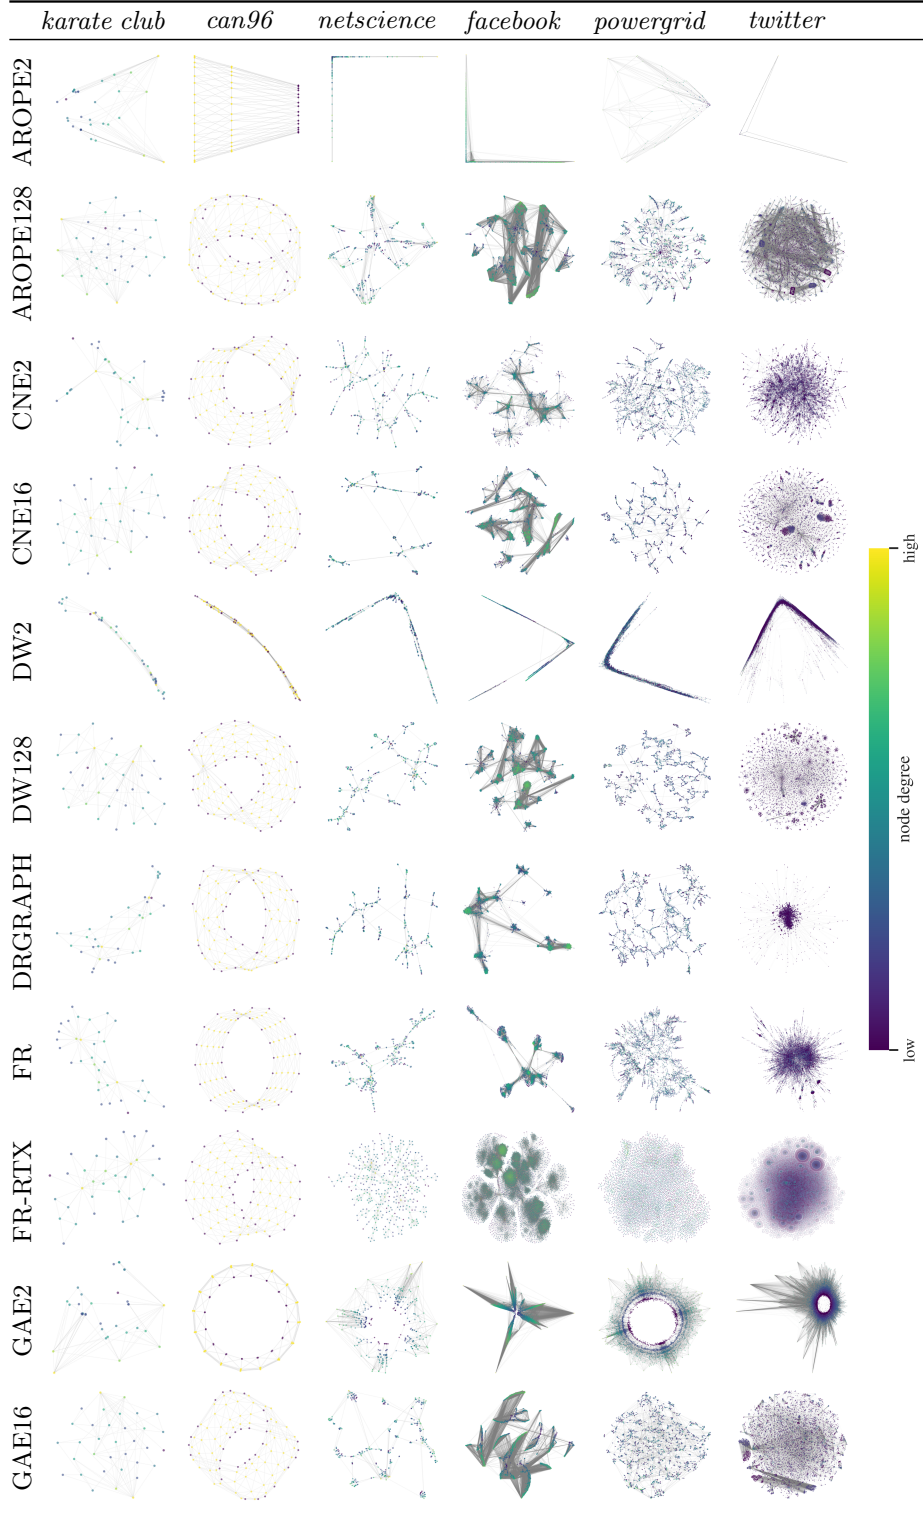 karate club can96 netscience facebook powergrid twitter
AROPE2
AROPE128
CNE2
CNE16
DW2
DW128
DRGRAPH
FR
FR-RTX
GAE2
GAE16
high
node degree
low